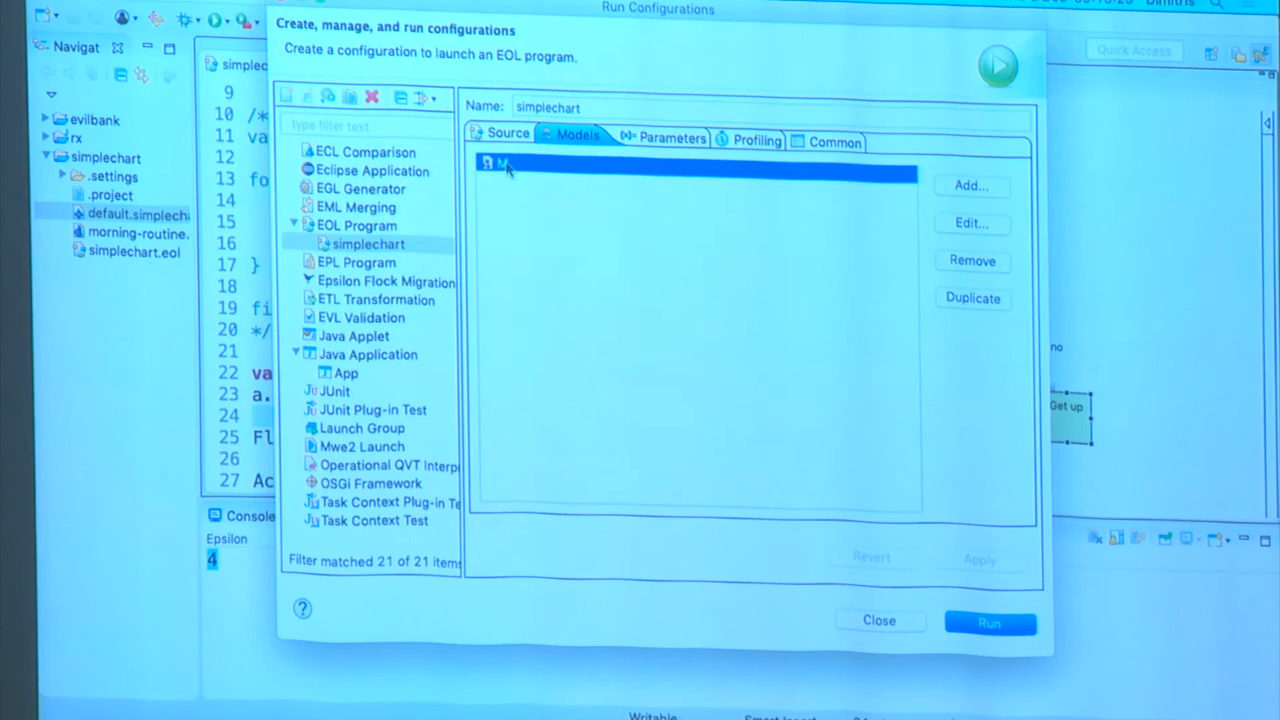 Run Configurations
Create, manage, and run configurations
Create a configuration to launch an EOL program.
Quick Access
Navigat
evilbank
rx
simplechart
.settings
.project
default.simplech
morning-routine.
simplechart.eol
simplec
9
10 /*
11 va
12
13 fo
14
15
16
17 }
18
19 fi
20 */
21
22 va
23 a.
24
25 Fl
26
27 Ac
type filter text
ECL Comparison
Eclipse Application
EGL Generator
EML Merging
EOL Program
simplechart
EPL Program
Epsilon Flock Migration
ETL Transformation
EVL Validation
Java Applet
Java Application
App
JUnit
JUnit Plug-in Test
Launch Group
Mwe2 Launch
Operational QVT Interp
OSGi Framework
Task Context Plug-in Te
Task Context Test
Filter matched 21 of 21 items
Name: simplechart
Source Models Parameters Profiling Common
M
Add...
Edit...
Remove
Duplicate
Revert Apply
Close Run
no
Get up
Console
Epsilon
4
Writable